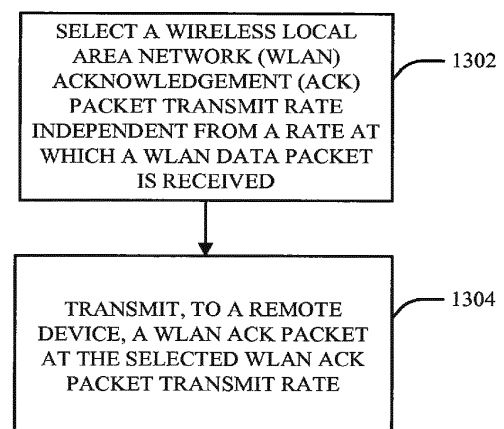 SELECT A WIRELESS LOCAL
AREA NETWORK (WLAN)
ACKNOWLEDGEMENT (ACK)
PACKET TRANSMIT RATE
INDEPENDENT FROM A RATE AT
WHICH A WLAN DATA PACKET
IS RECEIVED
1302
TRANSMIT, TO A REMOTE
DEVICE, A WLAN ACK PACKET
AT THE SELECTED WLAN ACK
PACKET TRANSMIT RATE
1304